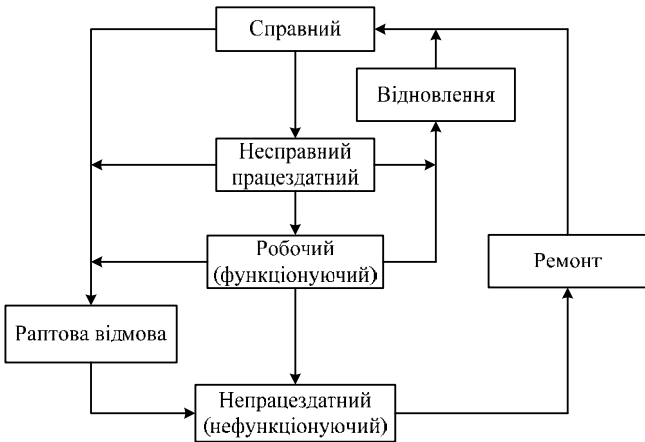 Справний
Відновлення
Несправний
працездатний
Робочий
(функціонуючий)
Ремонт
Раптова відмова
Непрацездатний
(нефункціонуючий)